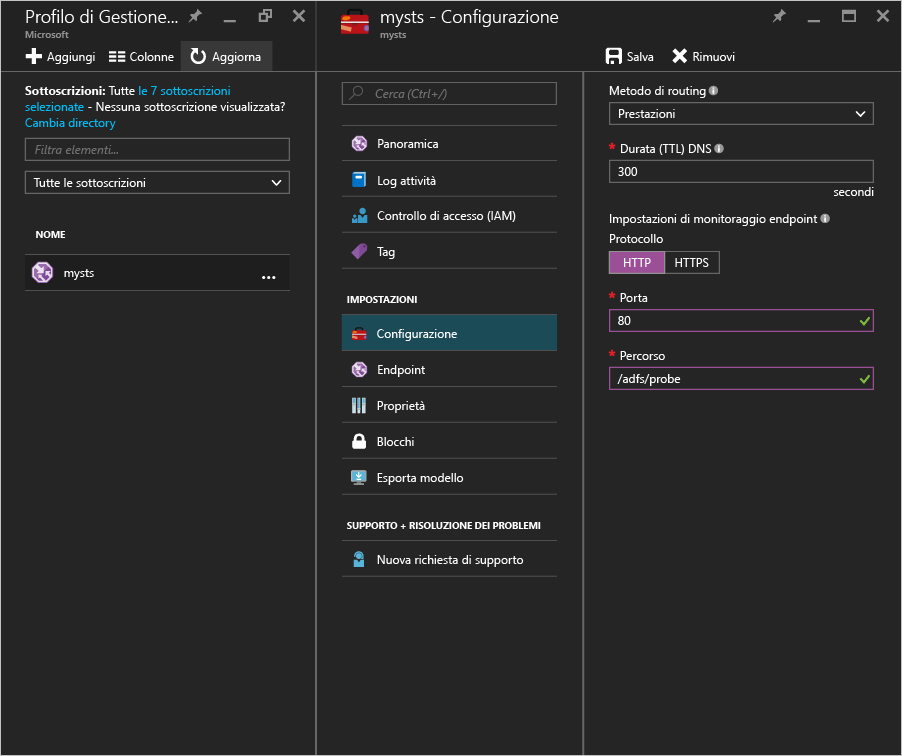 Profilo di Gestione...
Microsoft
Aggiungi Colonne Aggiorna
Sottoscrizioni: Tutte le 7 sottoscrizioni
selezionate - Nessuna sottoscrizione visualizzata?
Cambia directory
Filtra elementi...
Tutte le sottoscrizioni
NOME
mysts ...
mysts - Configurazione
mysts
Cerca (Ctrl+/)
Panoramica
Log attività
Controllo di accesso (IAM)
Tag
IMPOSTAZIONI
Configurazione
Endpoint
Proprietà
Blocchi
Esporta modello
SUPPORTO + RISOLUZIONE DEI PROBLEMI
Nuova richiesta di supporto
Salva Rimuovi
Metodo di routing
Prestazioni
* Durata (TTL) DNS
300
secondi
Impostazioni di monitoraggio endpoint
Protocollo
HTTP HTTPS
* Porta
80
* Percorso
/adfs/probe